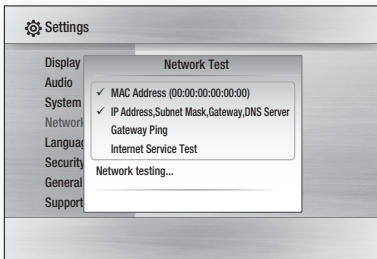 Settings
Display
Network Test
Audio
✓ MAC Address (00:00:00:00:00:00)
System
✓ IP Address,Subnet Mask,Gateway,DNS Server
Network
Gateway Ping
Languag
Internet Service Test
Security
Network testing...
General
Support